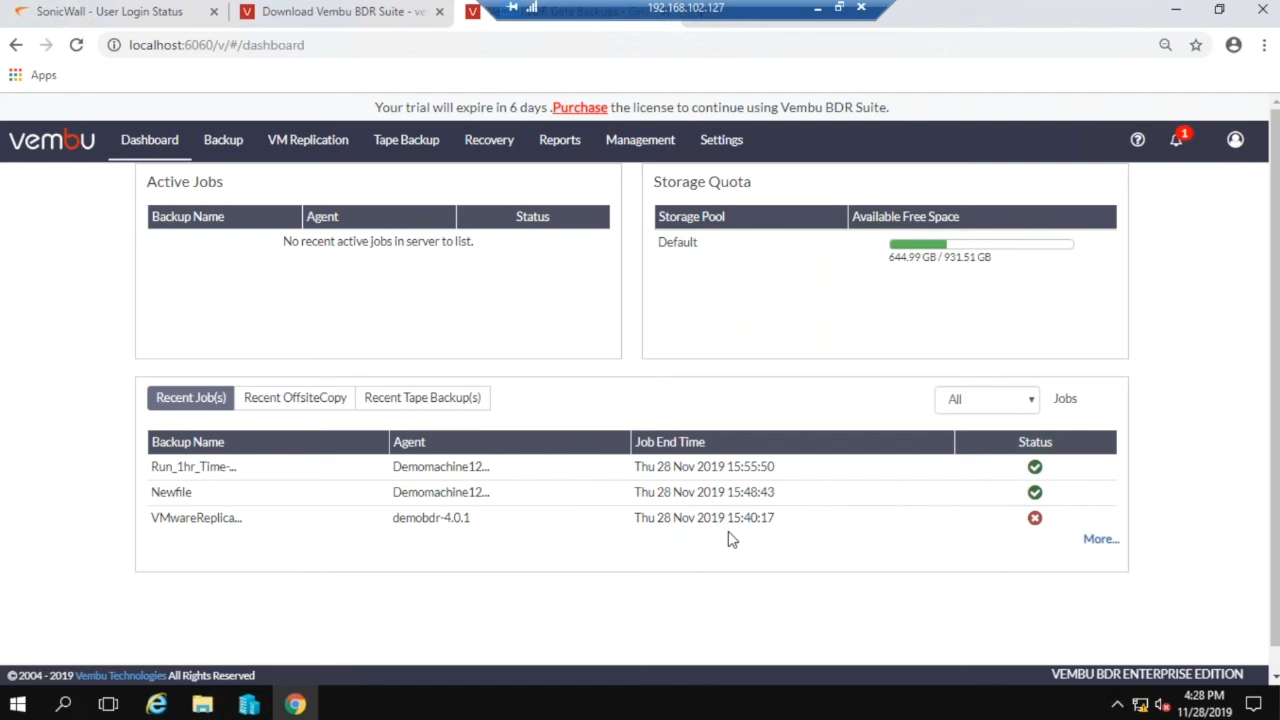 SonicWall - User Login Status
Download Vembu BDR Suite - ve
192.168.102.127
localhost:6060/v/#/dashboard
Apps
Your trial will expire in 6 days .Purchase the license to continue using Vembu BDR Suite.
vembu
Dashboard
Backup
VM Replication
Tape Backup
Recovery
Reports
Management
Settings
1
Active Jobs
Backup Name Agent Status
No recent active jobs in server to list.
Storage Quota
Storage Pool Available Free Space
Default
644.99 GB / 931.51 GB
Recent Job(s) Recent OffsiteCopy Recent Tape Backup(s)
All Jobs
Backup Name Agent Job End Time Status
Run_1hr_Time-... Demomachine12... Thu 28 Nov 2019 15:55:50
Newfile Demomachine12... Thu 28 Nov 2019 15:48:43
VMwareReplica... demobdr-4.0.1 Thu 28 Nov 2019 15:40:17
More...
© 2004 - 2019 Vembu Technologies All Rights Reserved
VEMBU BDR ENTERPRISE EDITION
4:28 PM
11/28/2019